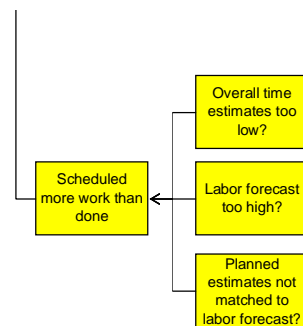 Overall time
estimates too
low?
Scheduled
more work than
done
Labor forecast
too high?
Planned
estimates not
matched to
labor forecast?